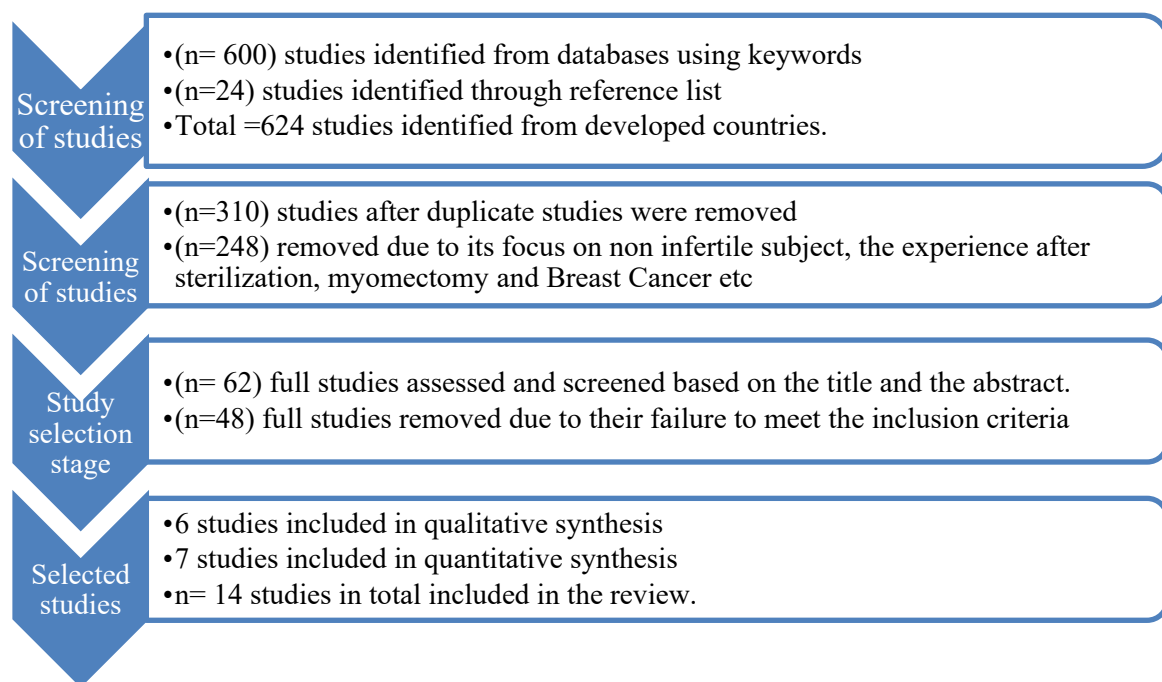 Screening
of studies
•(n= 600) studies identified from databases using keywords
•(n=24) studies identified through reference list
•Total =624 studies identified from developed countries.
Screening
of studies
•(n=310) studies after duplicate studies were removed
•(n=248) removed due to its focus on non infertile subject, the experience after
sterilization, myomectomy and Breast Cancer etc
Study
selection
stage
•(n= 62) full studies assessed and screened based on the title and the abstract.
•(n=48) full studies removed due to their failure to meet the inclusion criteria
Selected
studies
•6 studies included in qualitative synthesis
•7 studies included in quantitative synthesis
•n= 14 studies in total included in the review.